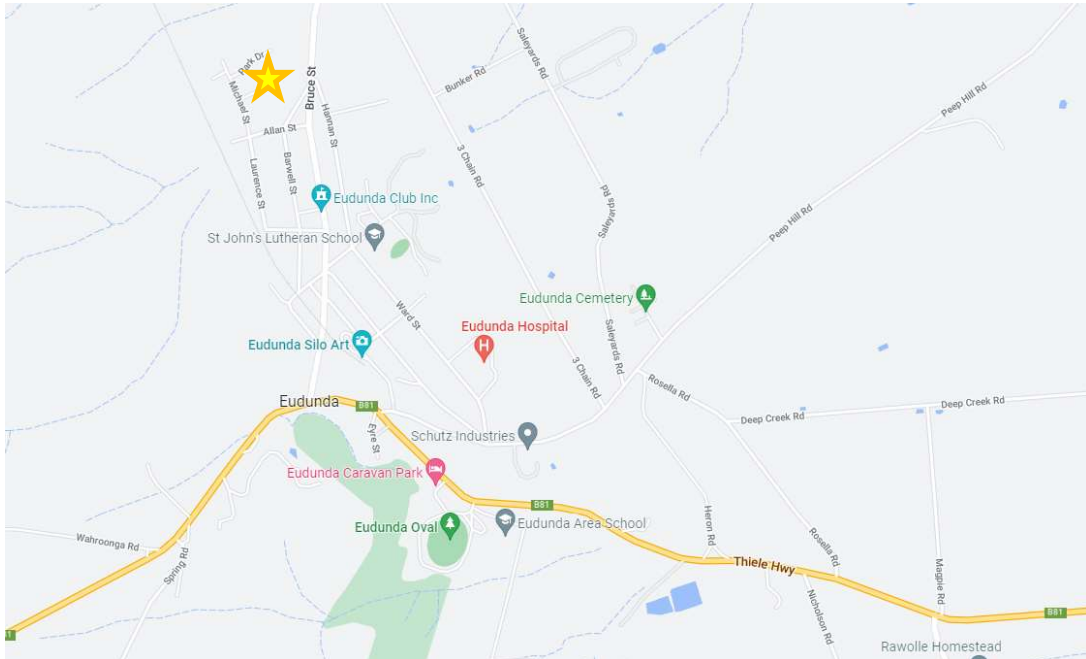 Park Dr
Michael St
Bruce St
Hannan St
Allan St
Barwell St
Laurence St
Saleyards Rd
Bunker Rd
3 Chain Rd
Peep Hill Rd
Eudunda Club Inc
St John's Lutheran School
Saleyards Rd
Peep Hill Rd
Eudunda Cemetery
Ward St
Eudunda Hospital
H
Eudunda Silo Art
Saleyards Rd
3 Chain Rd
Rosella Rd
Eudunda
B81
Deep Creek Rd
Deep Creek Rd
Eyre St
Schutz Industries
Eudunda Caravan Park
B81
Eudunda Oval
Eudunda Area School
Heron Rd
Rosella Rd
Wahroonga Rd
Spring Rd
Thiele Hwy
Magpie Rd
Nicholson Rd
B81
31
Rawolle Homestead